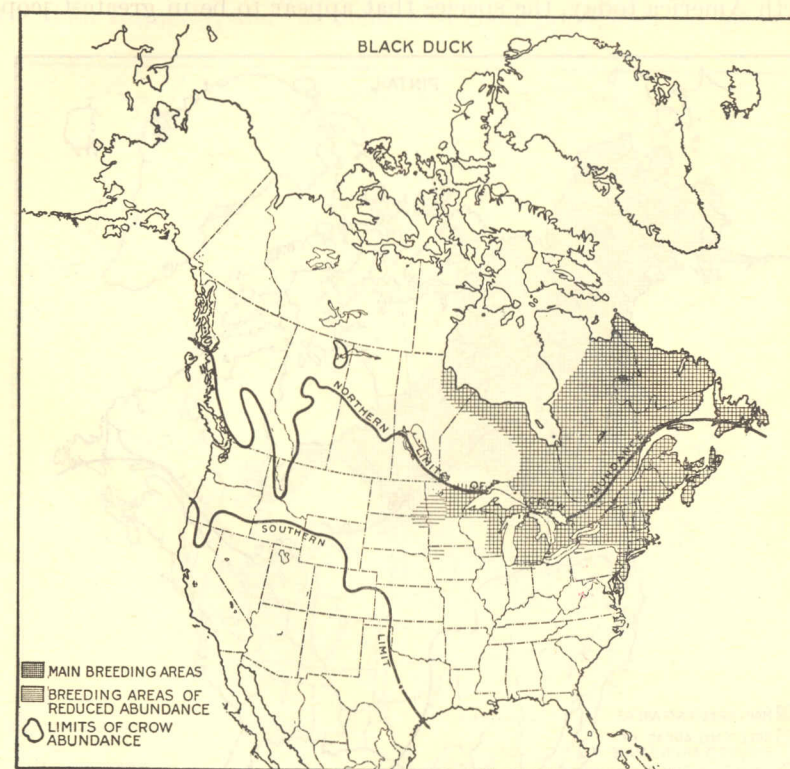 BLACK DUCK
NORTHERN LIMITS OF CROW ABUNDANCE
SOUTHERN LIMIT
MAIN BREEDING AREAS
BREEDING AREAS OF
REDUCED ABUNDANCE
LIMITS OF CROW
ABUNDANCE